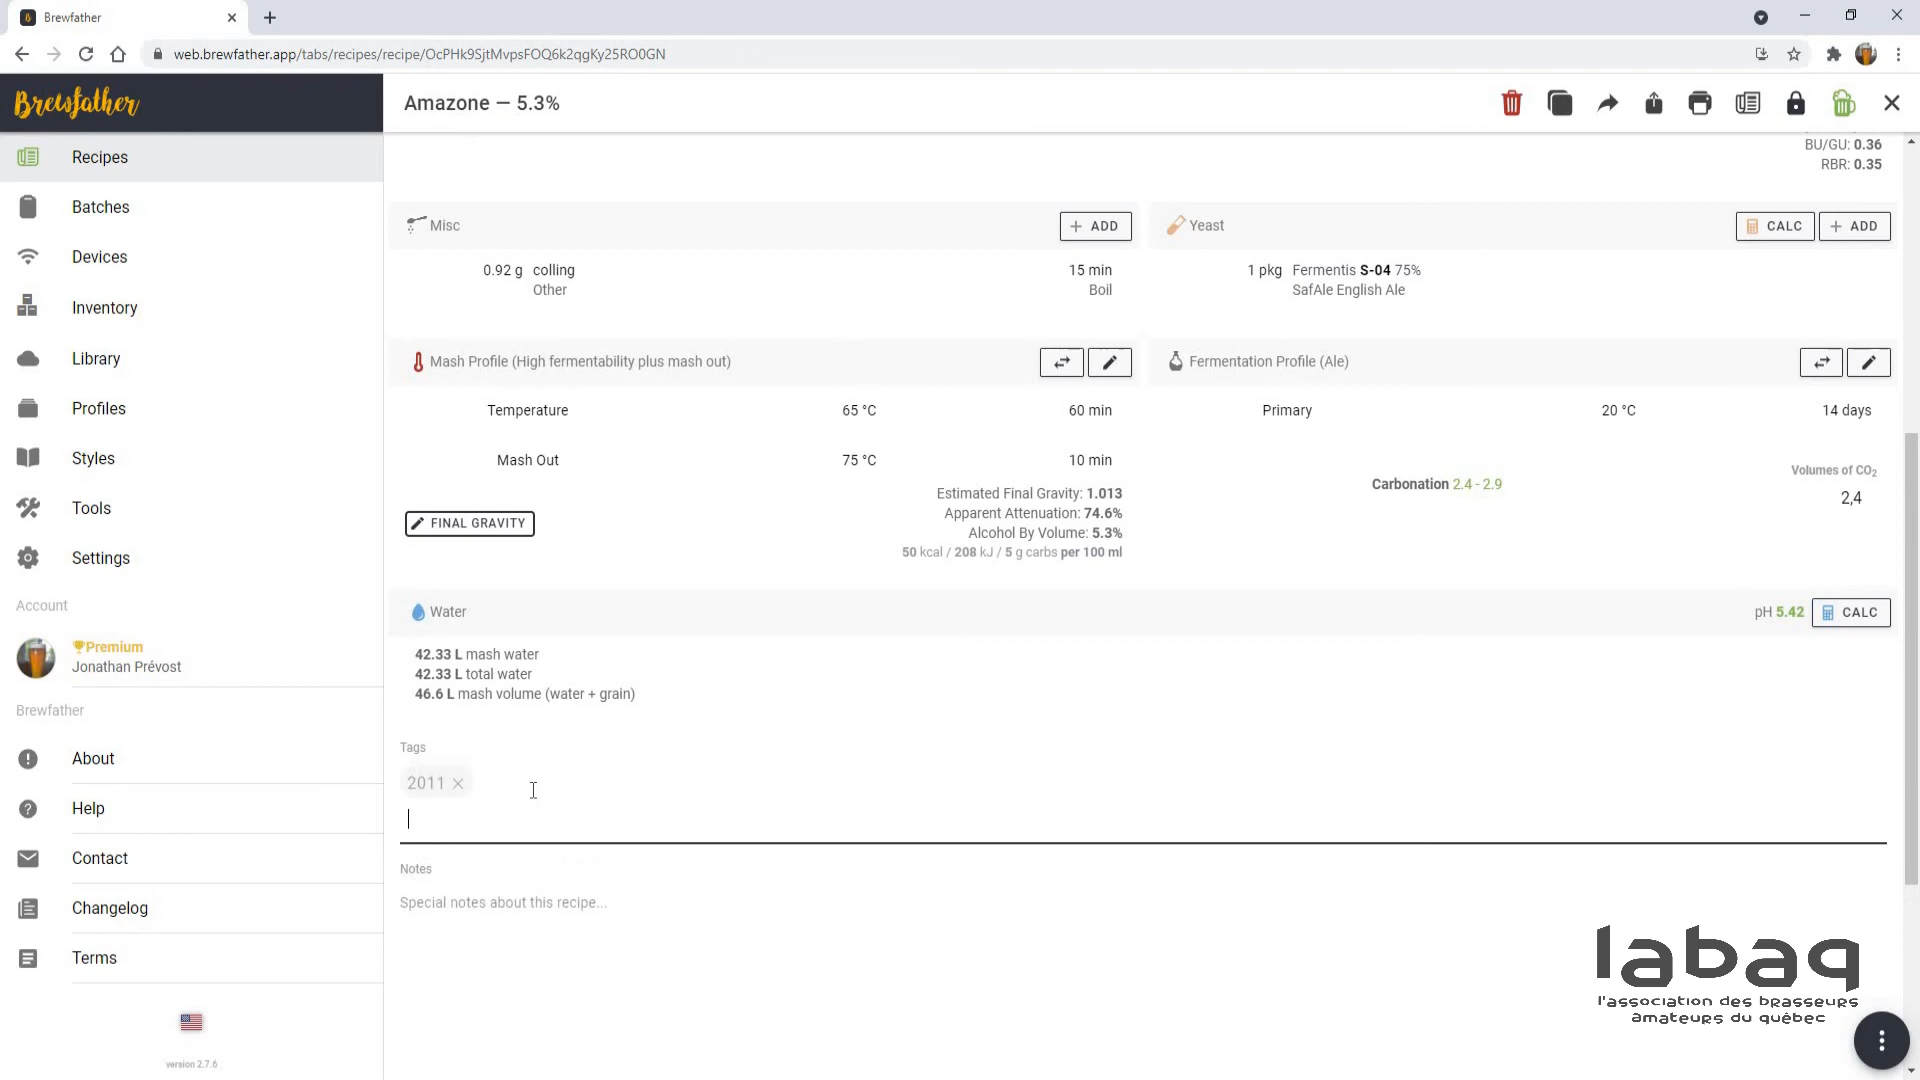 Brewfather
web.brewfather.app/tabs/recipes/recipe/OcPHk9SjtMvpsFOQ6k2qgKy25RO0GN
Brewfather
Amazone — 5.3%
Recipes
Batches
Devices
Inventory
Library
Profiles
Styles
Tools
Settings
Account
Premium
Jonathan Prévost
Brewfather
About
Help
Contact
Changelog
Terms
version 2.7.6
BU/GU: 0.36
RBR: 0.35
Misc
+ ADD
0.92 g colling 15 min
Other Boil
Yeast
CALC
+ ADD
1 pkg Fermentis S-04 75%
SafAle English Ale
Mash Profile (High fermentability plus mash out)
Temperature 65 °C 60 min
Mash Out 75 °C 10 min
FINAL GRAVITY
Estimated Final Gravity: 1.013
Apparent Attenuation: 74.6%
Alcohol By Volume: 5.3%
50 kcal / 208 kJ / 5 g carbs per 100 ml
Fermentation Profile (Ale)
Primary 20 °C 14 days
Carbonation 2.4 - 2.9
Volumes of CO2
2,4
Water
pH 5.42
CALC
42.33 L mash water
42.33 L total water
46.6 L mash volume (water + grain)
Tags
2011
Notes
Special notes about this recipe...
labaq
l'association des brasseurs
amateurs du québec